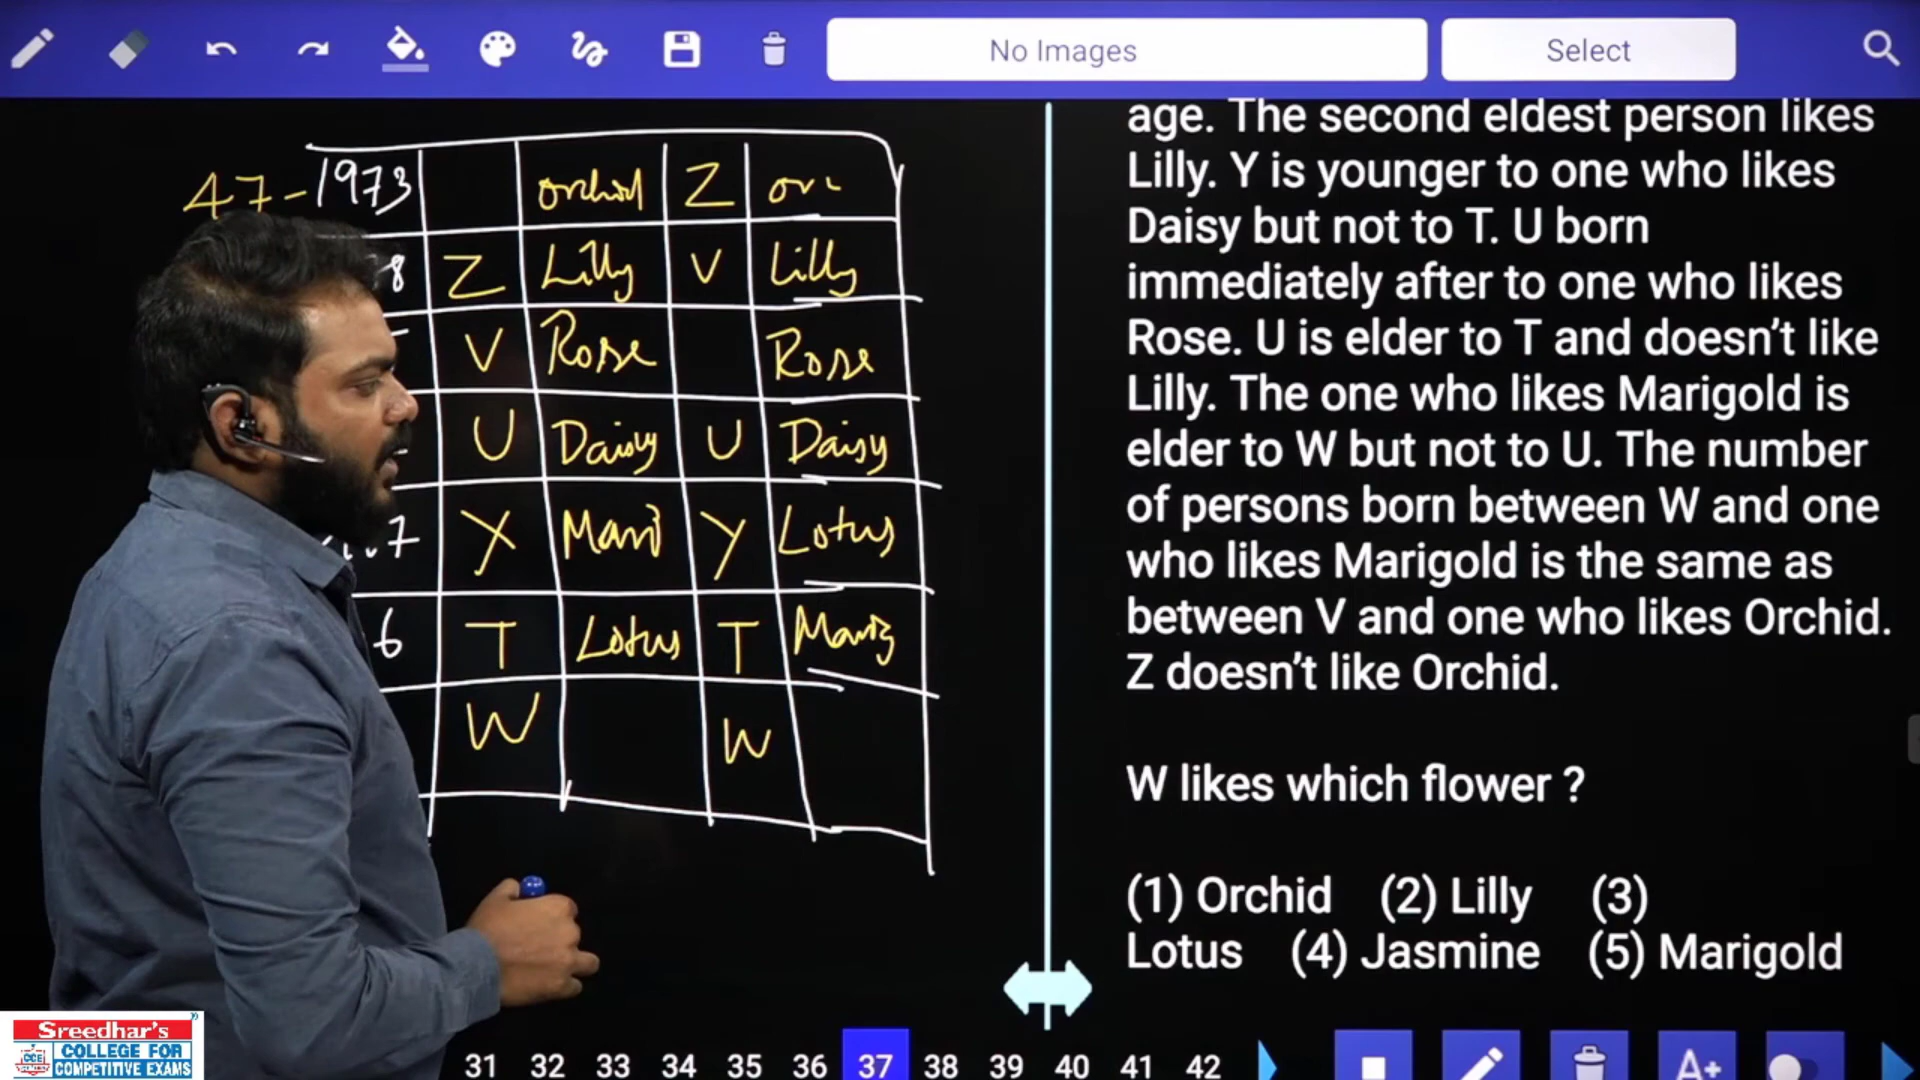 No Images
Select
47-1973 orchid Z
8 Z Lilly V Lilly
V Rose Rose
U Daisy U Daisy
7 X Mari Y Lotus
6 T Lotus T Marig
W W
age. The second eldest person likes
Lilly. Y is younger to one who likes
Daisy but not to T. U born
immediately after to one who likes
Rose. U is elder to T and doesn’t like
Lilly. The one who likes Marigold is
elder to W but not to U. The number
of persons born between W and one
who likes Marigold is the same as
between V and one who likes Orchid.
Z doesn’t like Orchid.
W likes which flower ?
(1) Orchid (2) Lilly (3)
Lotus (4) Jasmine (5) Marigold
Sreedhar's
CCE
COLLEGE FOR
COMPETITIVE EXAMS
31 32 33 34 35 36 37 38 39 40 41 42
A+